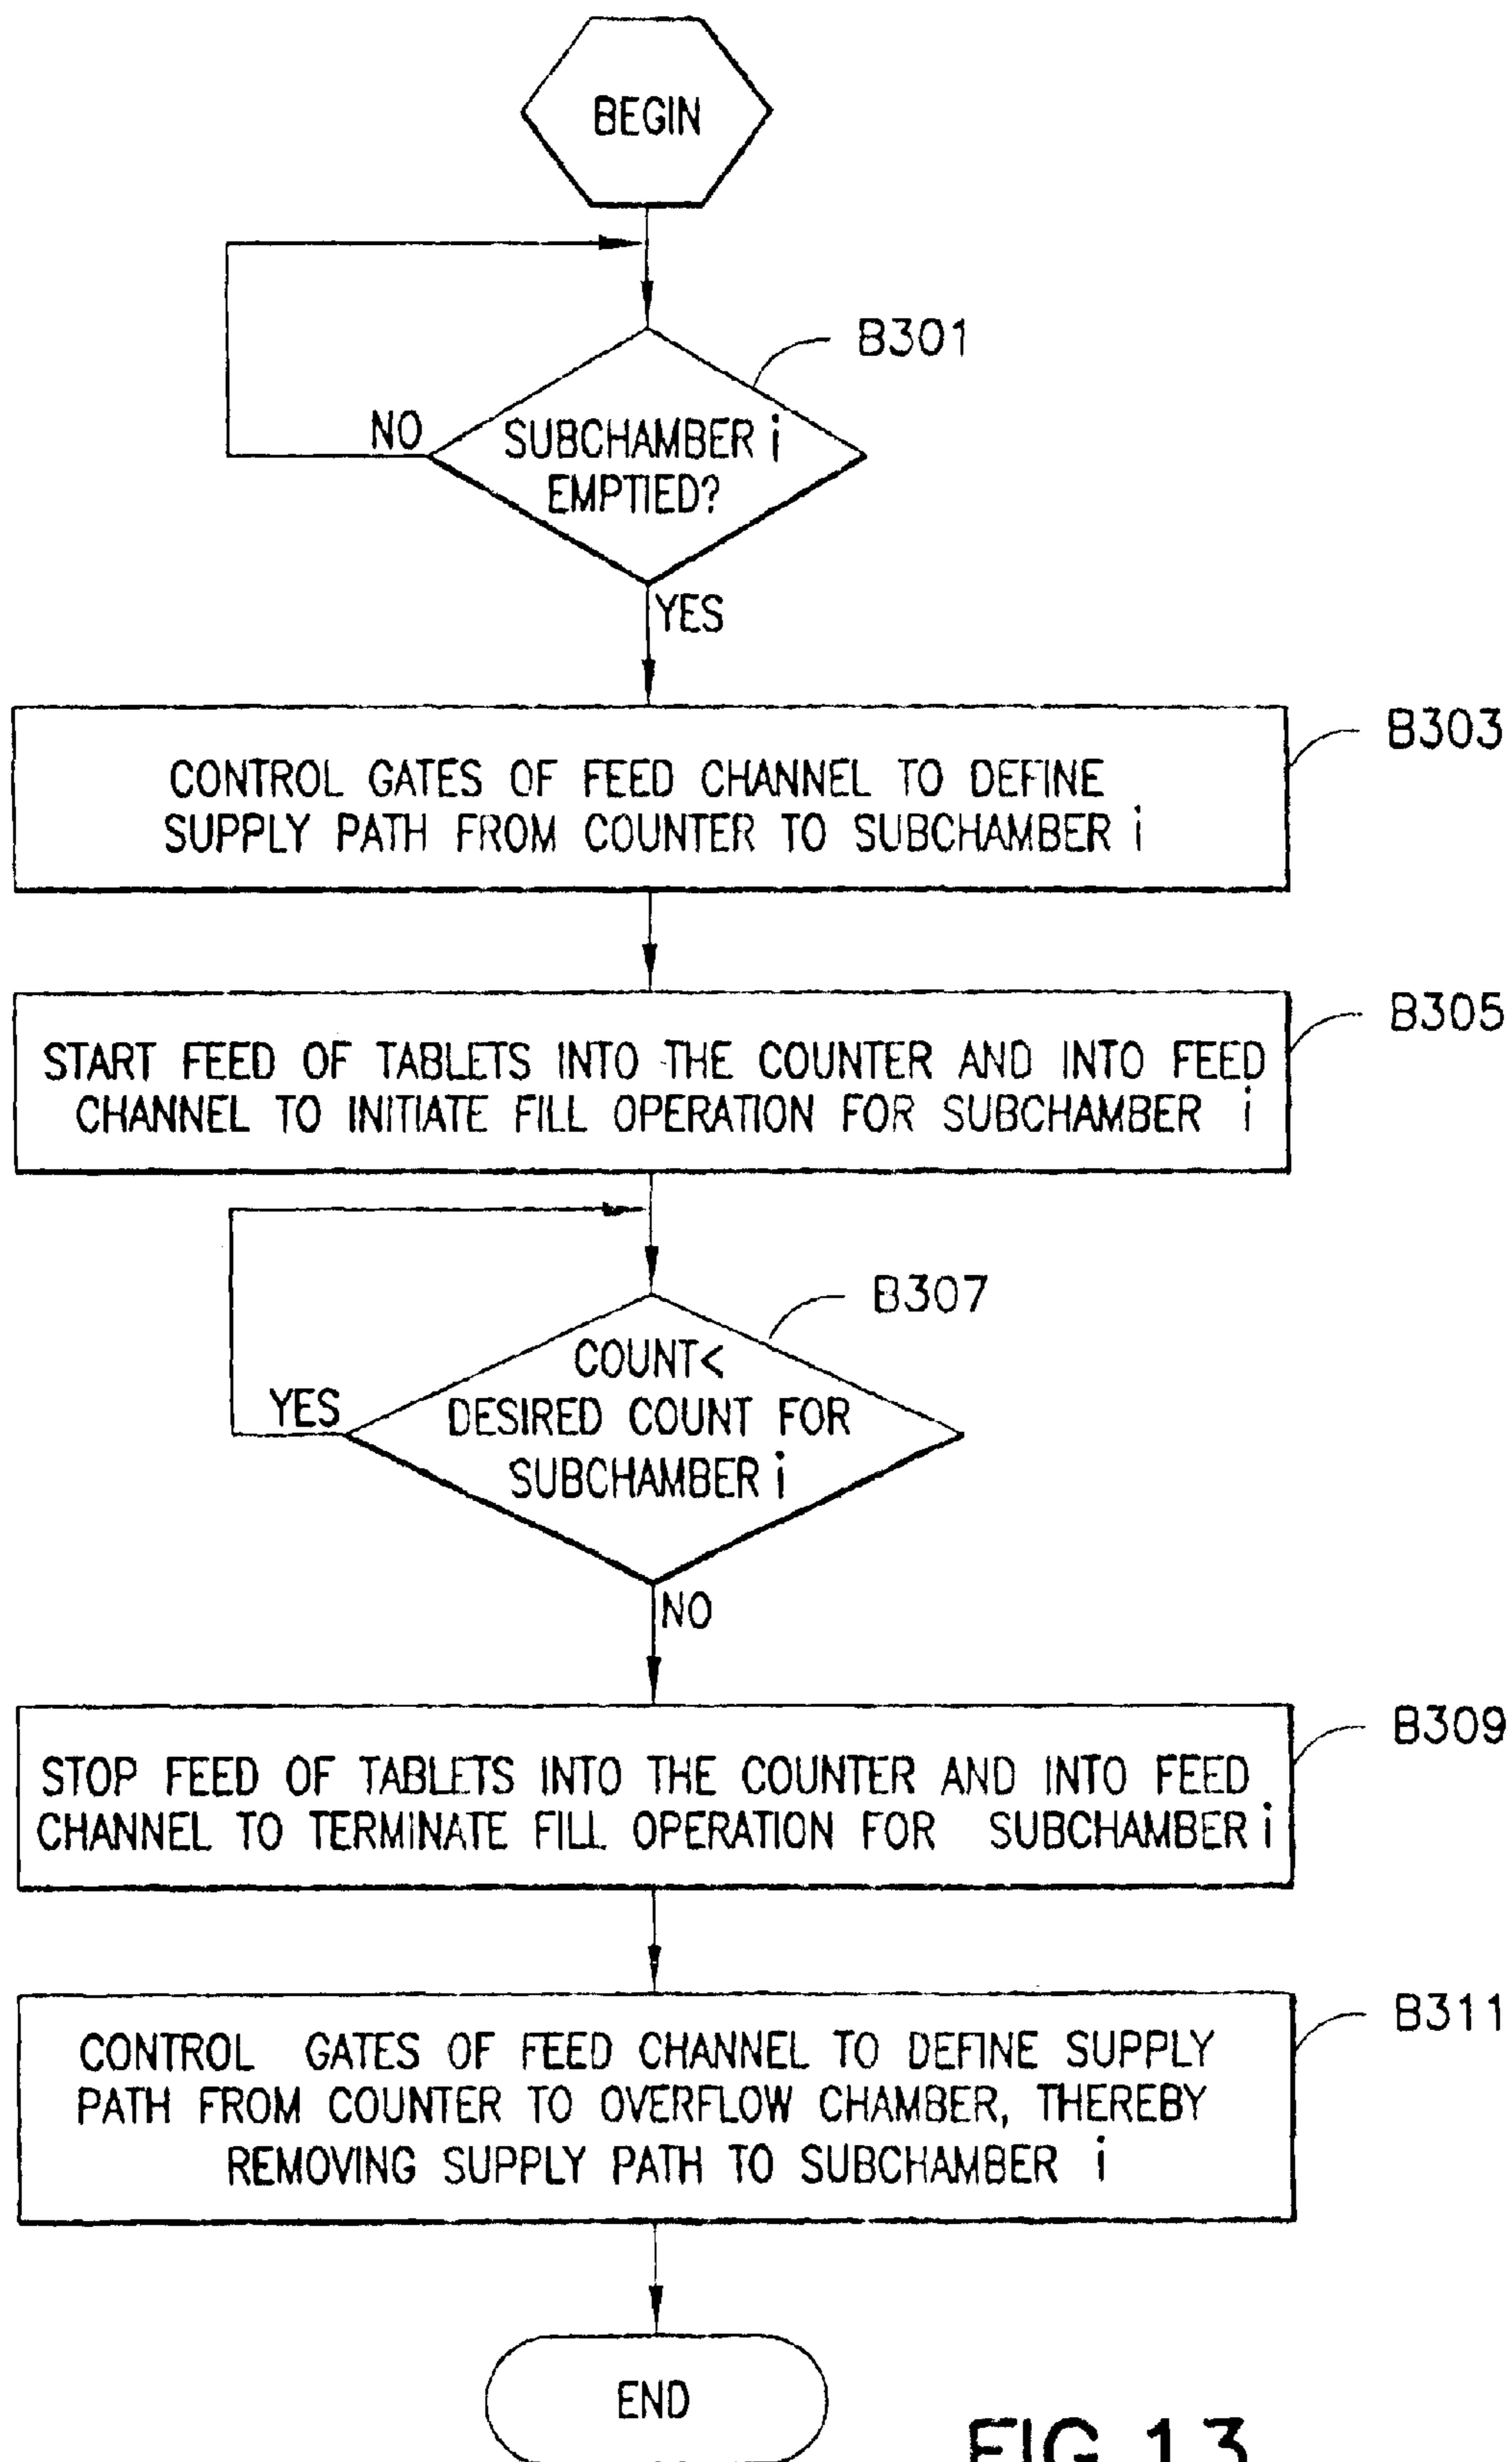 BEGIN
B301
NO
SUBCHAMBER i
EMPTIED?
YES
B303
CONTROL GATES OF FEED CHANNEL TO DEFINE
SUPPLY PATH FROM COUNTER TO SUBCHAMBER i
B305
START FEED OF TABLETS INTO THE COUNTER AND INTO FEED
CHANNEL TO INITIATE FILL OPERATION FOR SUBCHAMBER i
B307
COUNT<
YES
DESIRED COUNT FOR
SUBCHAMBER i
NO
B309
STOP FEED OF TABLETS INTO THE COUNTER AND INTO FEED
CHANNEL TO TERMINATE FILL OPERATION FOR SUBCHAMBER i
B311
CONTROL GATES OF FEED CHANNEL TO DEFINE SUPPLY
PATH FROM COUNTER TO OVERFLOW CHAMBER, THEREBY
REMOVING SUPPLY PATH TO SUBCHAMBER i
END
FIG.13